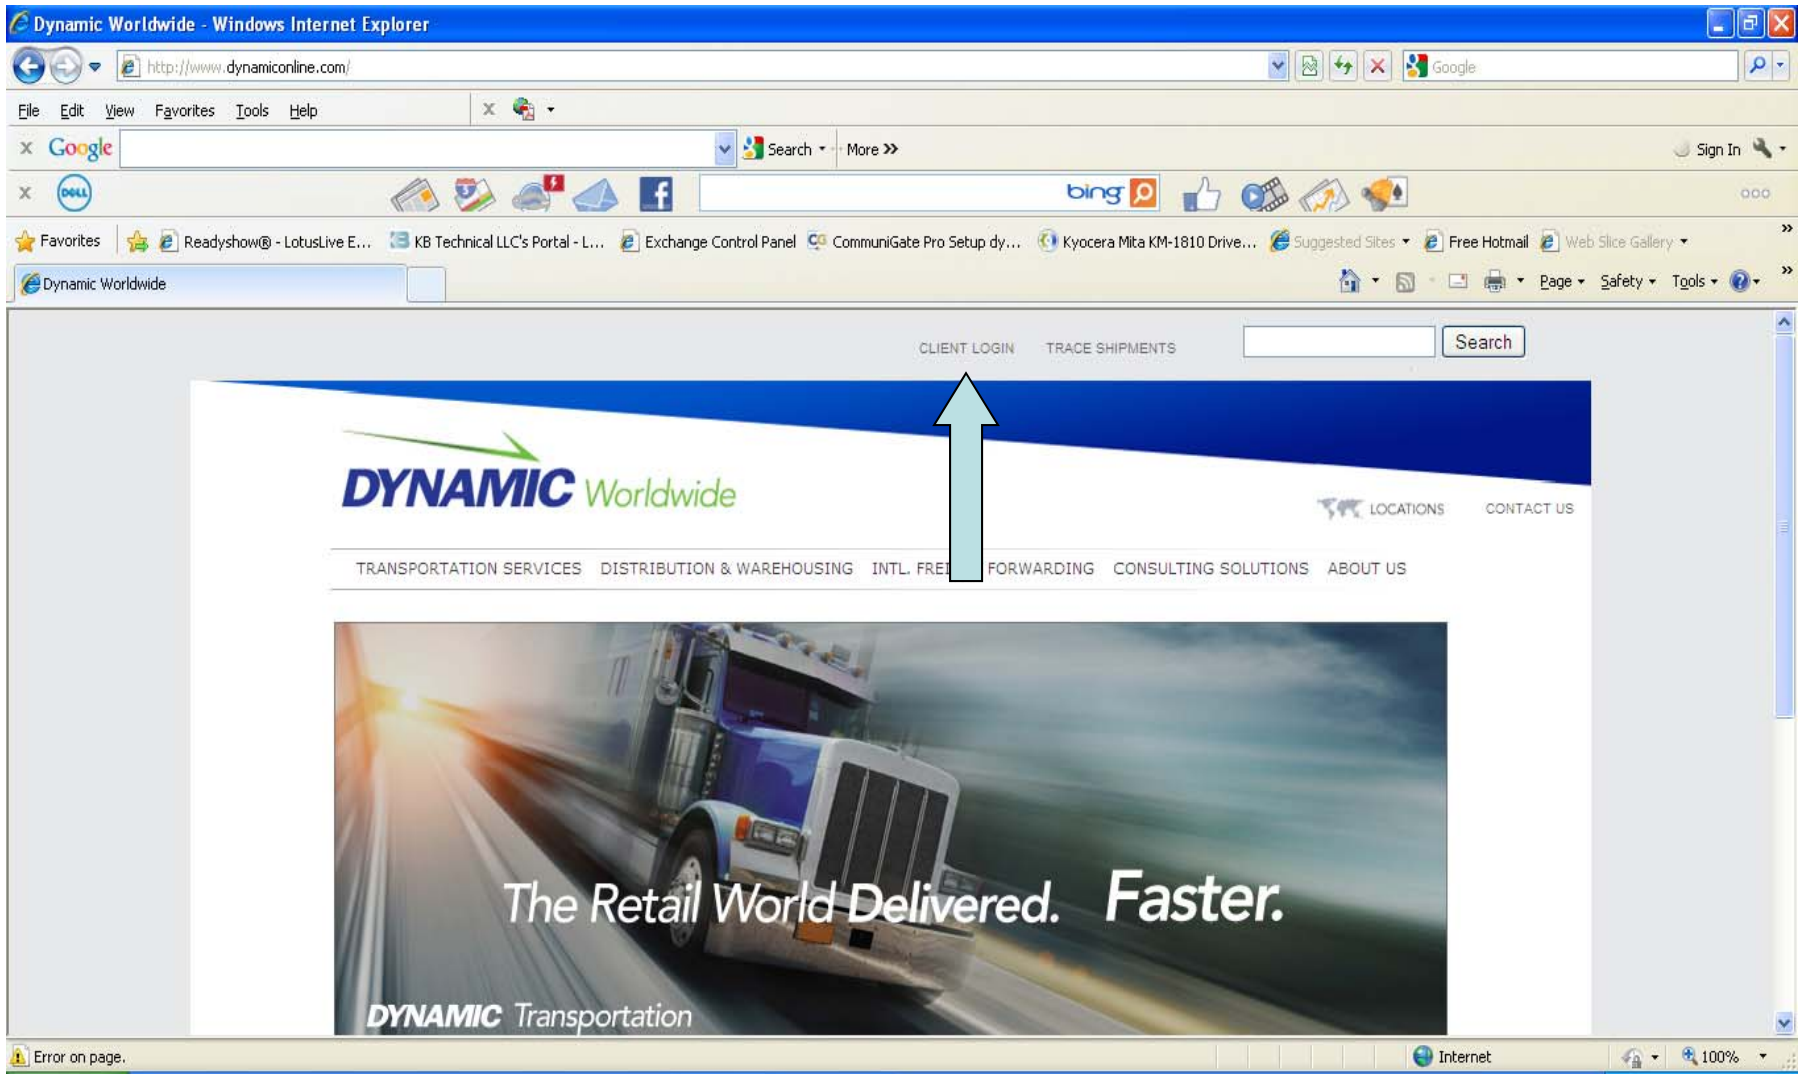 Dynamic Worldwide - Windows Internet Explorer
http://www.dynamiconline.com/
Google
File Edit View Favorites Tools Help
x
x Google Search More »
Sign In
x DELL
f
bing
ooo
Favorites Readyshow® - LotusLive E... KB Technical LLC's Portal - L... Exchange Control Panel CommuniGate Pro Setup dy... Kyocera Mita KM-1810 Drive... Suggested Sites Free Hotmail Web Slice Gallery »
Dynamic Worldwide
Page Safety Tools »
CLIENT LOGIN TRACE SHIPMENTS Search
DYNAMIC Worldwide
LOCATIONS CONTACT US
TRANSPORTATION SERVICES DISTRIBUTION & WAREHOUSING INTL. FREI FORWARDING CONSULTING SOLUTIONS ABOUT US
The Retail World Delivered. Faster.
DYNAMIC Transportation
Error on page. Internet 100%